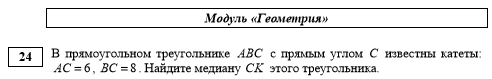 Модуль «Геометрия»
24 В прямоугольном треугольнике ABC с прямым углом C известны катеты:
AC = 6, BC = 8. Найдите медиану CK этого треугольника.